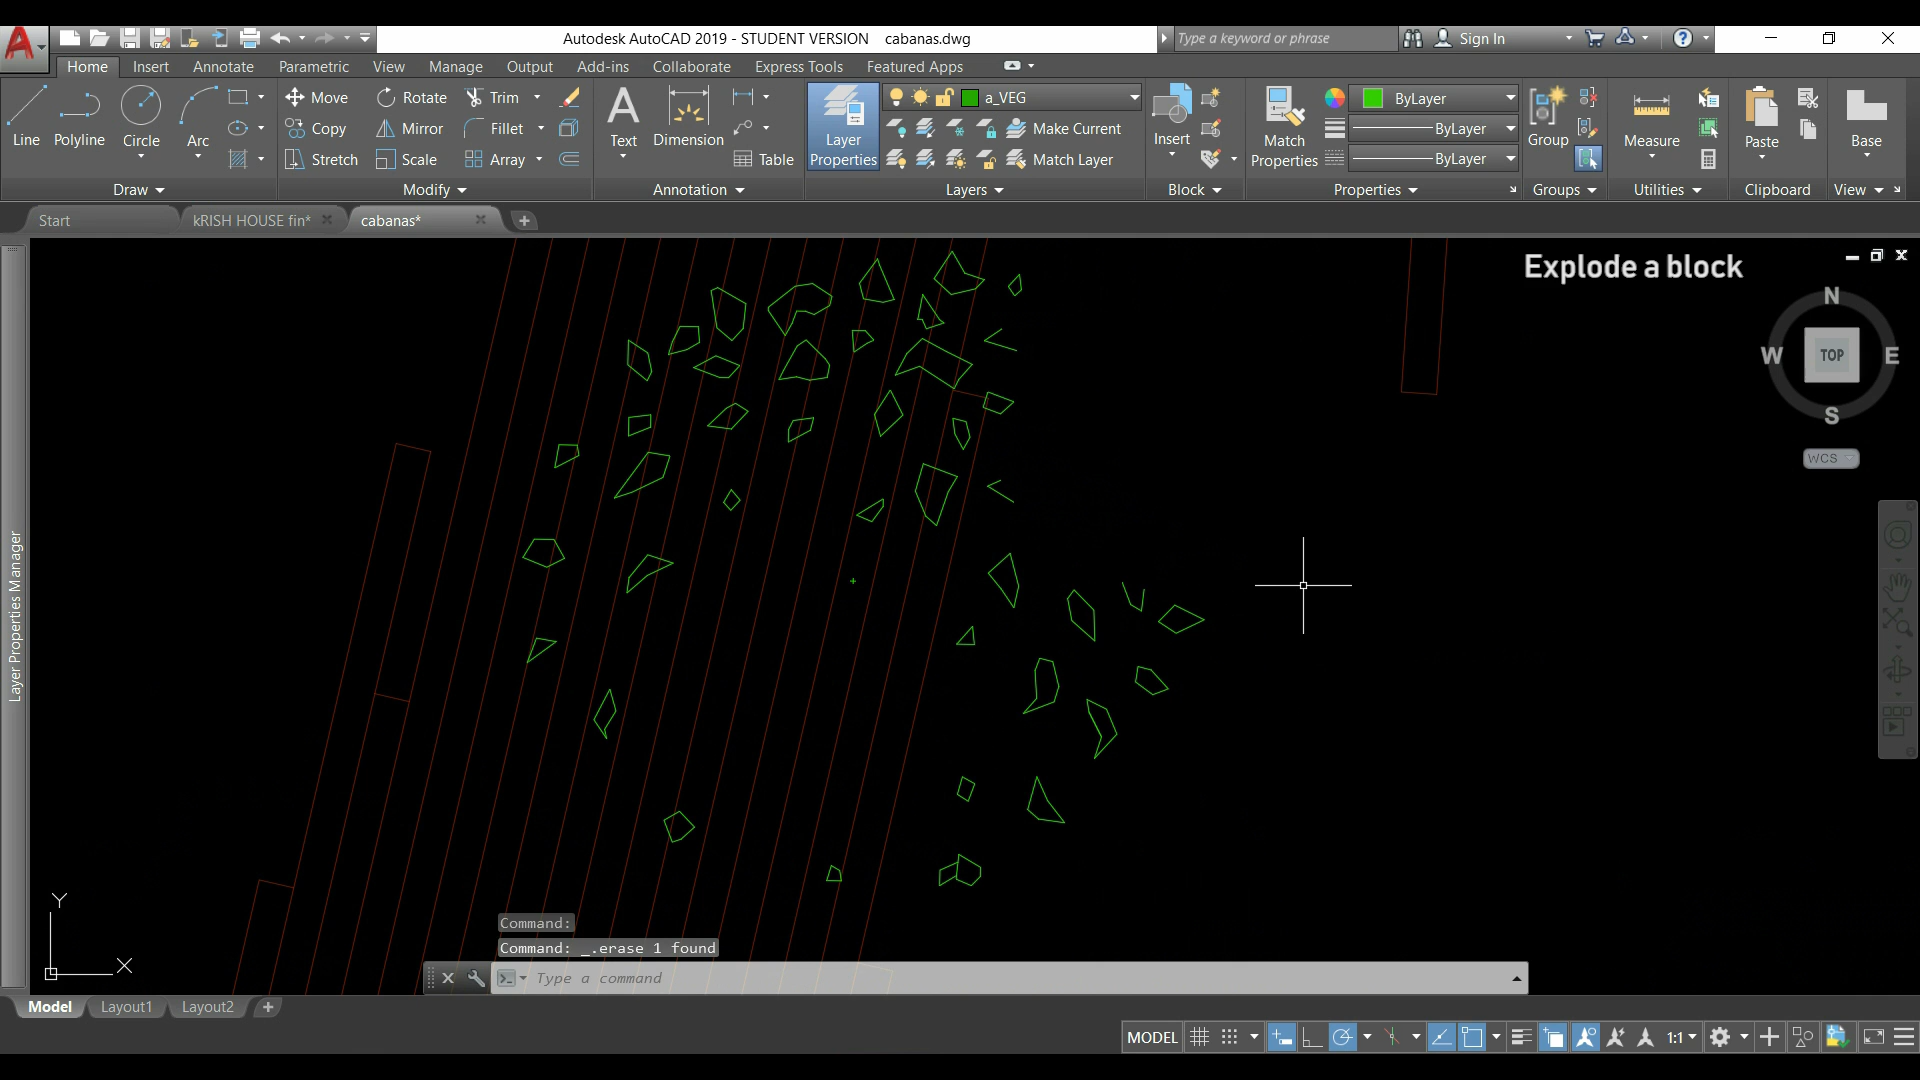 Autodesk AutoCAD 2019 - STUDENT VERSION cabanas.dwg
Type a keyword or phrase
Sign In
Home Insert Annotate Parametric View Manage Output Add-ins Collaborate Express Tools Featured Apps
Line Polyline Circle Arc
Move Rotate Trim
Copy Mirror Fillet
Stretch Scale Array
Text Dimension Table
Layer Properties
a_VEG
Make Current
Match Layer
Insert
Match Properties
ByLayer
ByLayer
ByLayer
Group
Measure
Paste
Base
Draw Modify Annotation Layers Block Properties Groups Utilities Clipboard View
Start kRISH HOUSE fin* cabanas*
Explode a block
N
W TOP E
S
WCS
Layer Properties Manager
Y
X
Command:
Command: _.erase 1 found
Type a command
Model Layout1 Layout2
MODEL 1:1